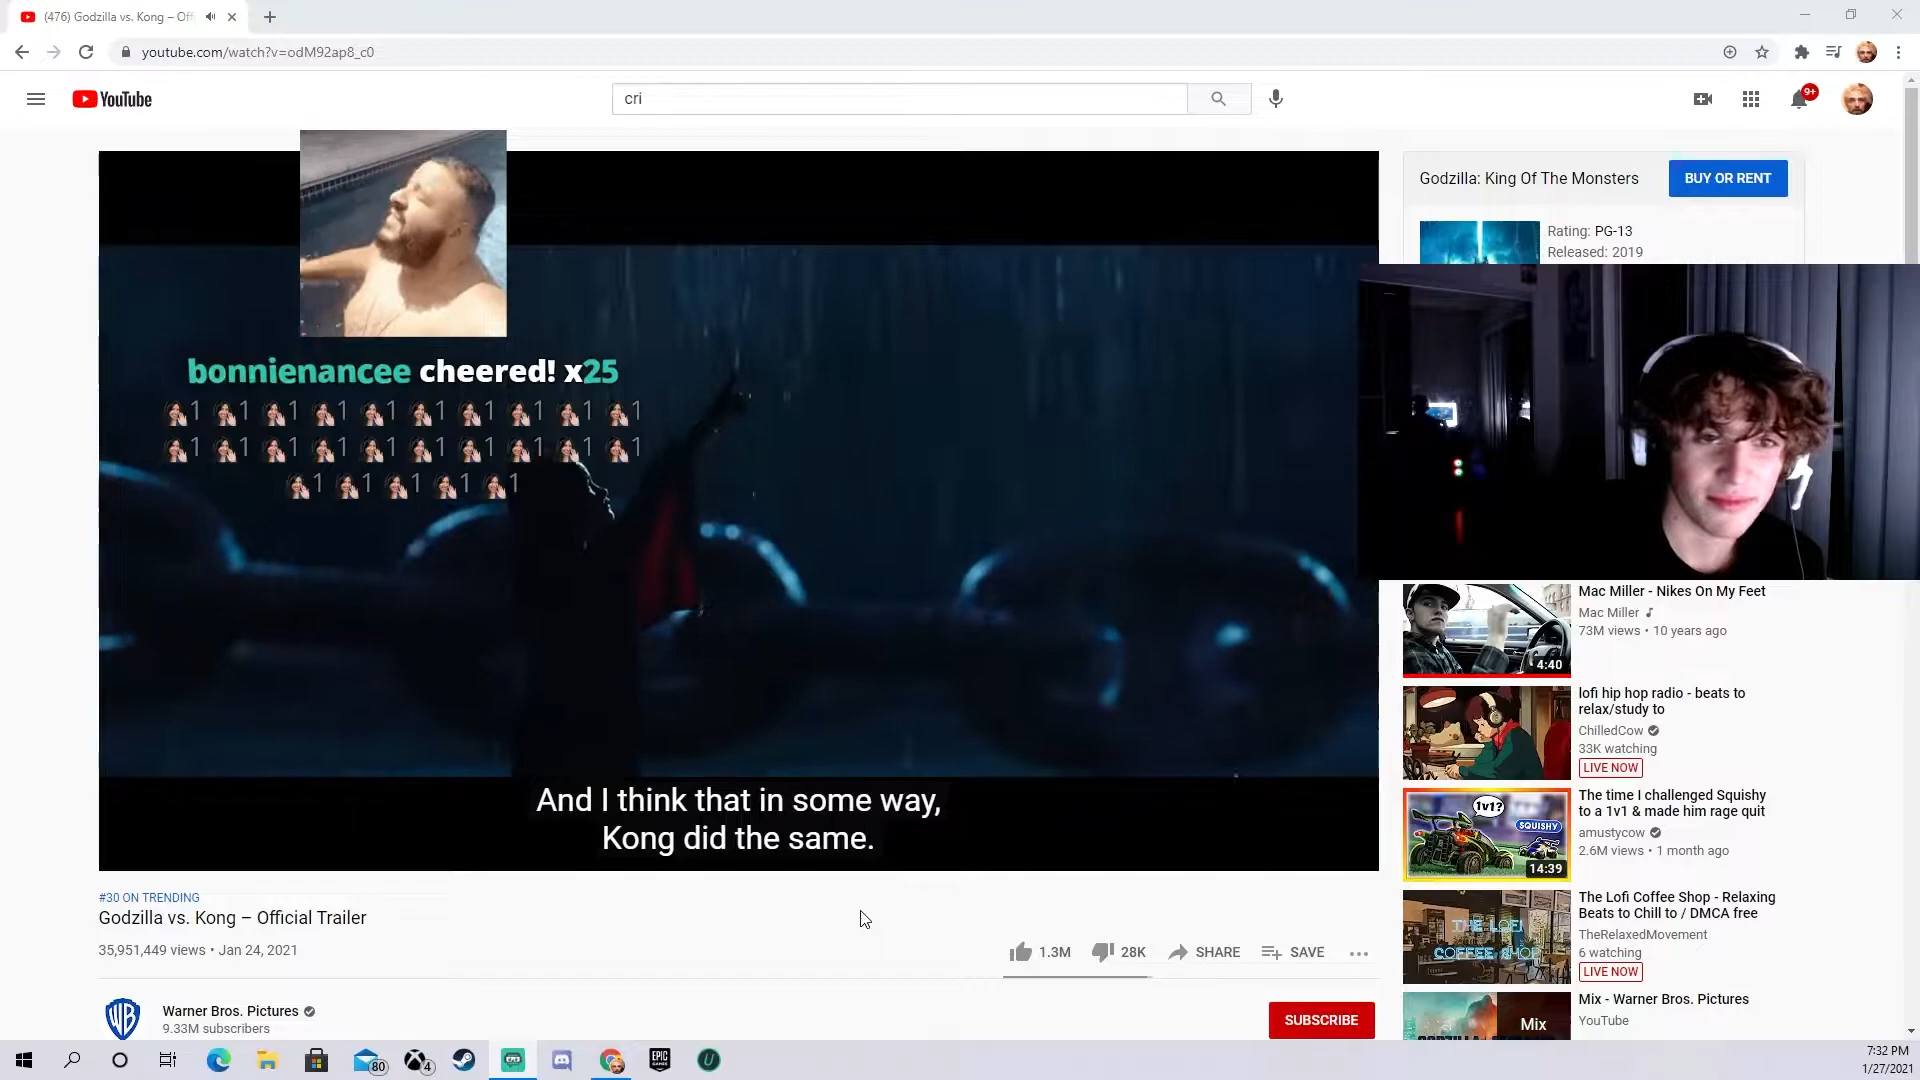 (476) Godzilla vs. Kong – Off
youtube.com/watch?v=odM92ap8_c0
YouTube
cri
9+
Godzilla: King Of The Monsters
BUY OR RENT
Rating: PG-13
Released: 2019
bonnienancee cheered! x25
1 1 1 1 1 1 1 1 1 1
1 1 1 1 1 1 1 1 1 1
1 1 1 1 1
And I think that in some way,
Kong did the same.
#30 ON TRENDING
Godzilla vs. Kong – Official Trailer
35,951,449 views • Jan 24, 2021
1.3M 28K SHARE SAVE
WB
Warner Bros. Pictures
9.33M subscribers
SUBSCRIBE
4:40
Mac Miller - Nikes On My Feet
Mac Miller
73M views • 10 years ago
lofi hip hop radio - beats to
relax/study to
ChilledCow
33K watching
LIVE NOW
1v1?
SQUISHY
14:39
The time I challenged Squishy
to a 1v1 & made him rage quit
amustycow
2.6M views • 1 month ago
THE LOFI
COFFEE SHOP
The Lofi Coffee Shop - Relaxing
Beats to Chill to / DMCA free
TheRelaxedMovement
6 watching
LIVE NOW
Mix
Mix - Warner Bros. Pictures
YouTube
80
4
EPIC
GAMES
7:32 PM
1/27/2021